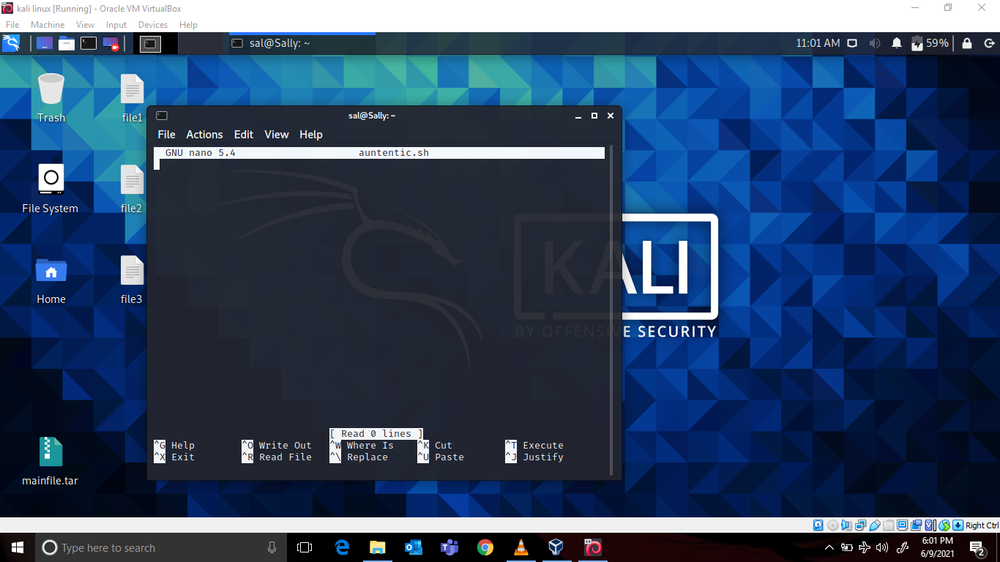 kali linux [Running] - Oracle VM VirtualBox
File Machine View Input Devices Help
sal@Sally: ~
11:01 AM
59%
Trash
file1
File System
file2
Home
file3
mainfile.tar
sal@Sally: ~
File Actions Edit View Help
GNU nano 5.4 auntentic.sh
[ Read 0 lines ]
^G Help ^O Write Out ^W Where Is ^K Cut ^T Execute
^X Exit ^R Read File ^\ Replace ^U Paste ^J Justify
KALI
BY OFFENSIVE SECURITY
Right Ctrl
Type here to search
6:01 PM
6/9/2021
2